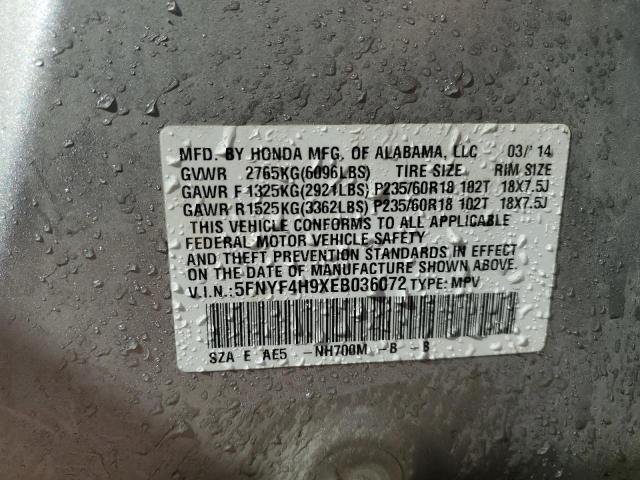 MFD. BY HONDA MFG. OF ALABAMA, LLC 03/'14
GVWR 2765KG(6096LBS) TIRE SIZE RIM SIZE
GAWR F 1325KG(2921LBS) P235/60R18 102T 18X7.5J
GAWR R1525KG(3362LBS) P235/60R18 102T 18X7.5J
THIS VEHICLE CONFORMS TO ALL APPLICABLE
FEDERAL MOTOR VEHICLE SAFETY
AND THEFT PREVENTION STANDARDS IN EFFECT
ON THE DATE OF MANUFACTURE SHOWN ABOVE.
V.I.N.:5FNYF4H9XEB036072 TYPE: MPV
SZA E AE5 -NH700M -B -B